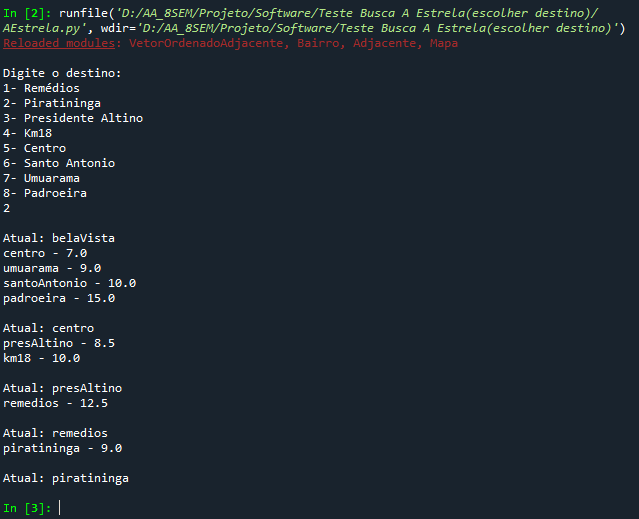 In [2]: runfile('D:/AA_8SEM/Projeto/Software/Teste Busca A Estrela(escolher destino)/
AEstrela.py', wdir='D:/AA_8SEM/Projeto/Software/Teste Busca A Estrela(escolher destino)')
Reloaded modules: VetorOrdenadoAdjacente, Bairro, Adjacente, Mapa
Digite o destino:
1- Remédios
2- Piratininga
3- Presidente Altino
4- Km18
5- Centro
6- Santo Antonio
7- Umuarama
8- Padroeira
2
Atual: belaVista
centro - 7.0
umuarama - 9.0
santoAntonio - 10.0
padroeira - 15.0
Atual: centro
presAltino - 8.5
km18 - 10.0
Atual: presAltino
remedios - 12.5
Atual: remedios
piratininga - 9.0
Atual: piratininga
In [3]: